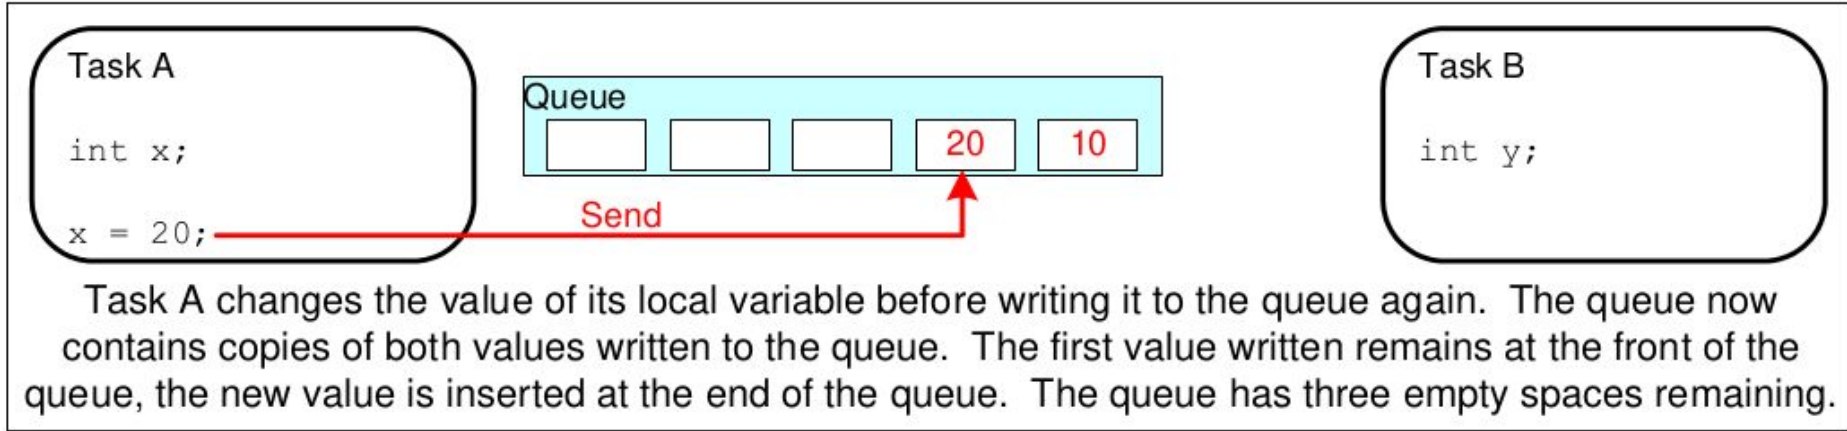 Task A
int x;
x = 20;
Queue
20
10
Send
Task B
int y;
Task A changes the value of its local variable before writing it to the queue again.  The queue now
contains copies of both values written to the queue.  The first value written remains at the front of the
queue, the new value is inserted at the end of the queue.  The queue has three empty spaces remaining.